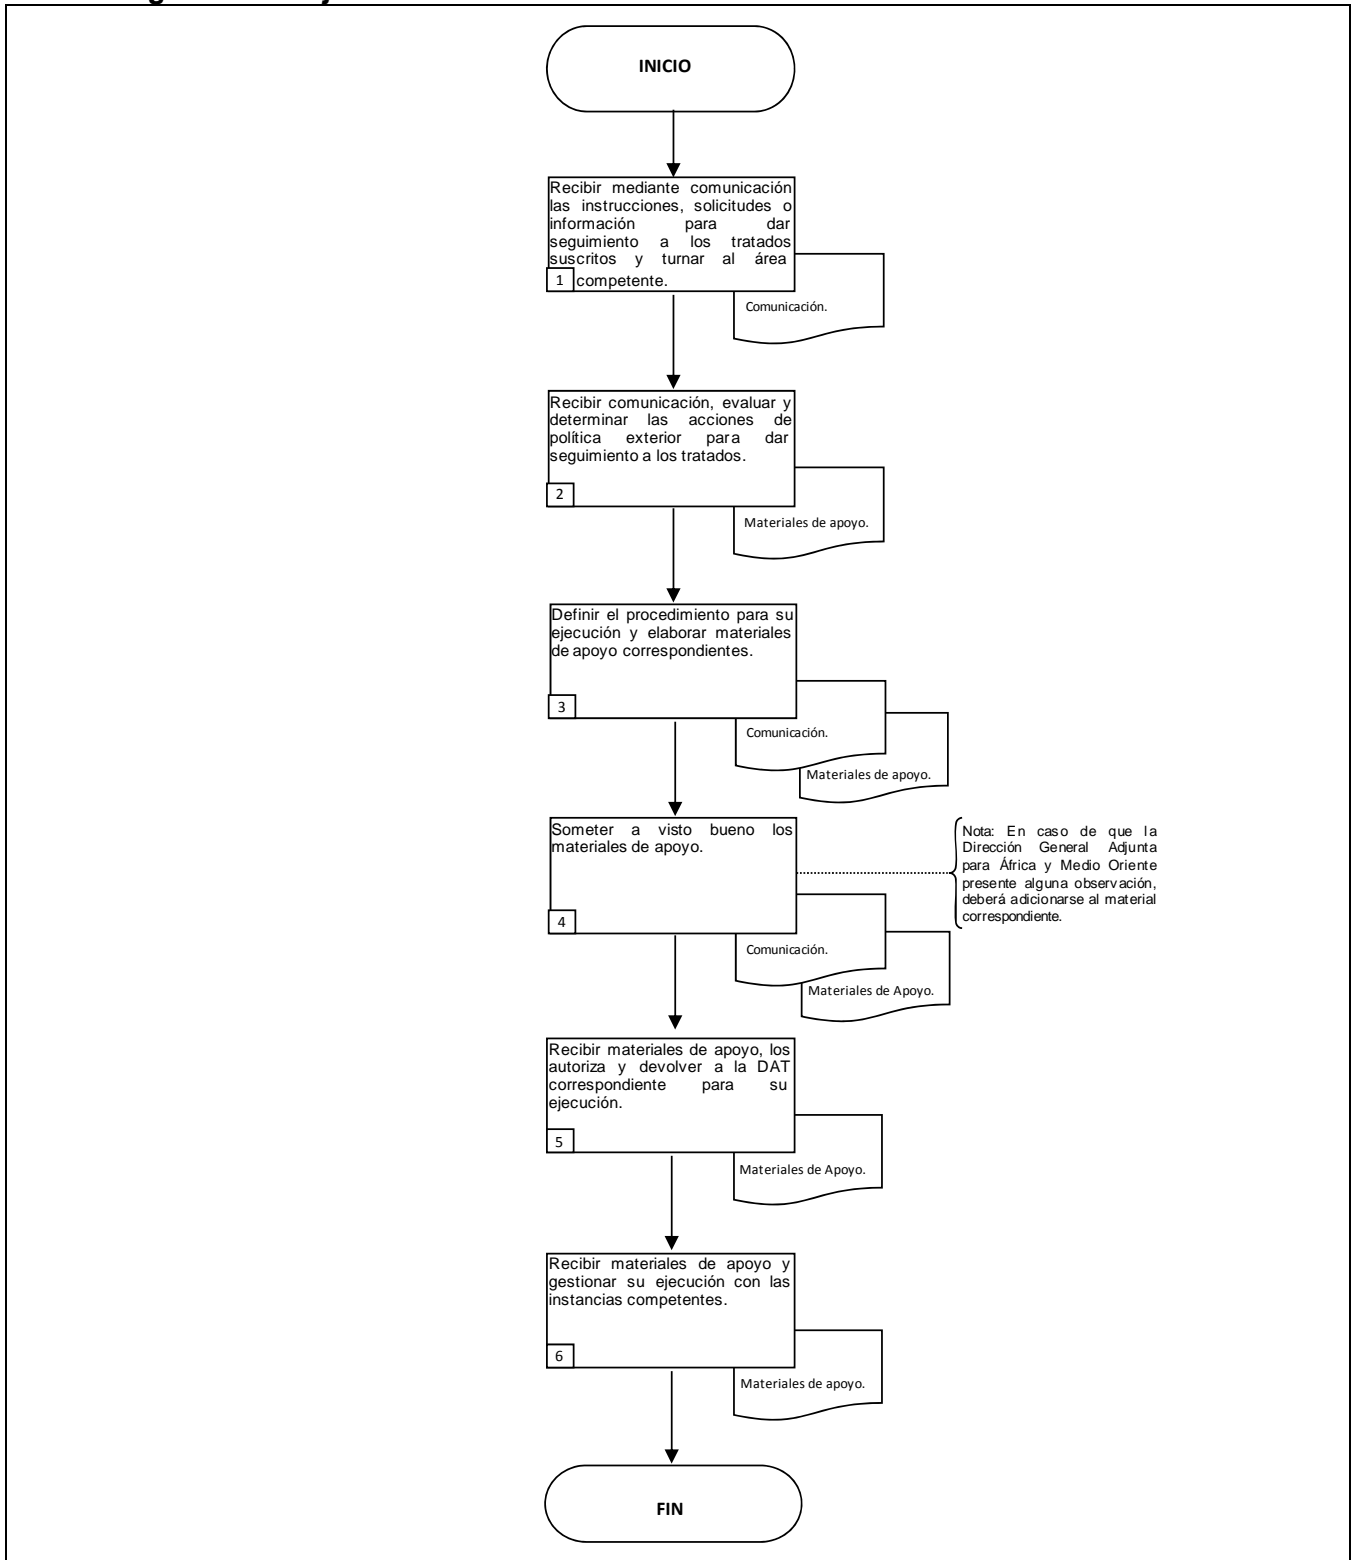 INICIO
Recibir mediante comunicación
las instrucciones, solicitudes o
información para dar
seguimiento a los tratados
suscritos y turnar al área
1 competente.
Comunicación.
Recibir comunicación, evaluar y
determinar las acciones de
política exterior para dar
seguimiento a los tratados.
2
Materiales de apoyo.
Definir el procedimiento para su
ejecución y elaborar materiales
de apoyo correspondientes.
3
Comunicación.
Materiales de apoyo.
Someter a visto bueno los
materiales de apoyo.
4
Comunicación.
Materiales de Apoyo.
Nota: En caso de que la
Dirección General Adjunta
para África y Medio Oriente
presente alguna observación,
deberá adicionarse al material
correspondiente.
Recibir materiales de apoyo, los
autoriza y devolver a la DAT
correspondiente para su
ejecución.
5
Materiales de Apoyo.
Recibir materiales de apoyo y
gestionar su ejecución con las
instancias competentes.
6
Materiales de apoyo.
FIN